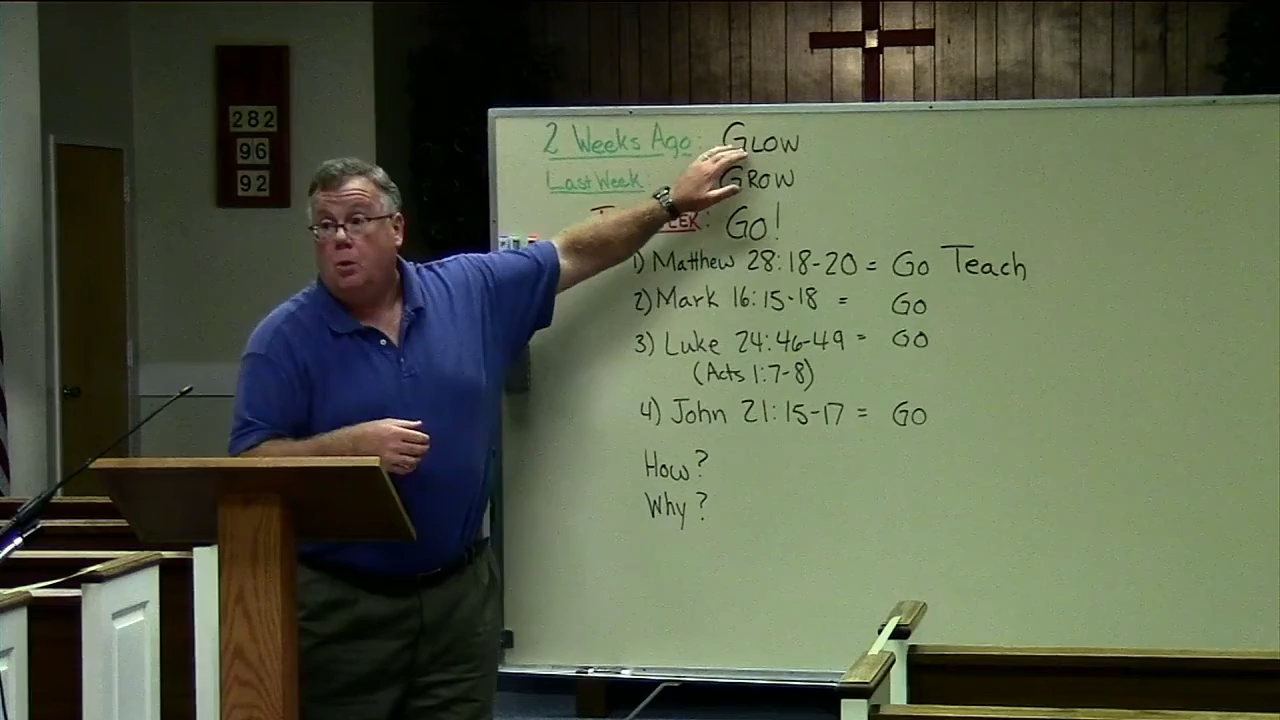 282
96
92
2 Weeks Ago: GLOW
Last Week: GROW
: GO!
1) Matthew 28:18-20 = Go Teach
2) Mark 16:15-18 = Go
3) Luke 24:46-49 = Go
(Acts 1:7-8)
4) John 21:15-17 = Go
How?
Why?